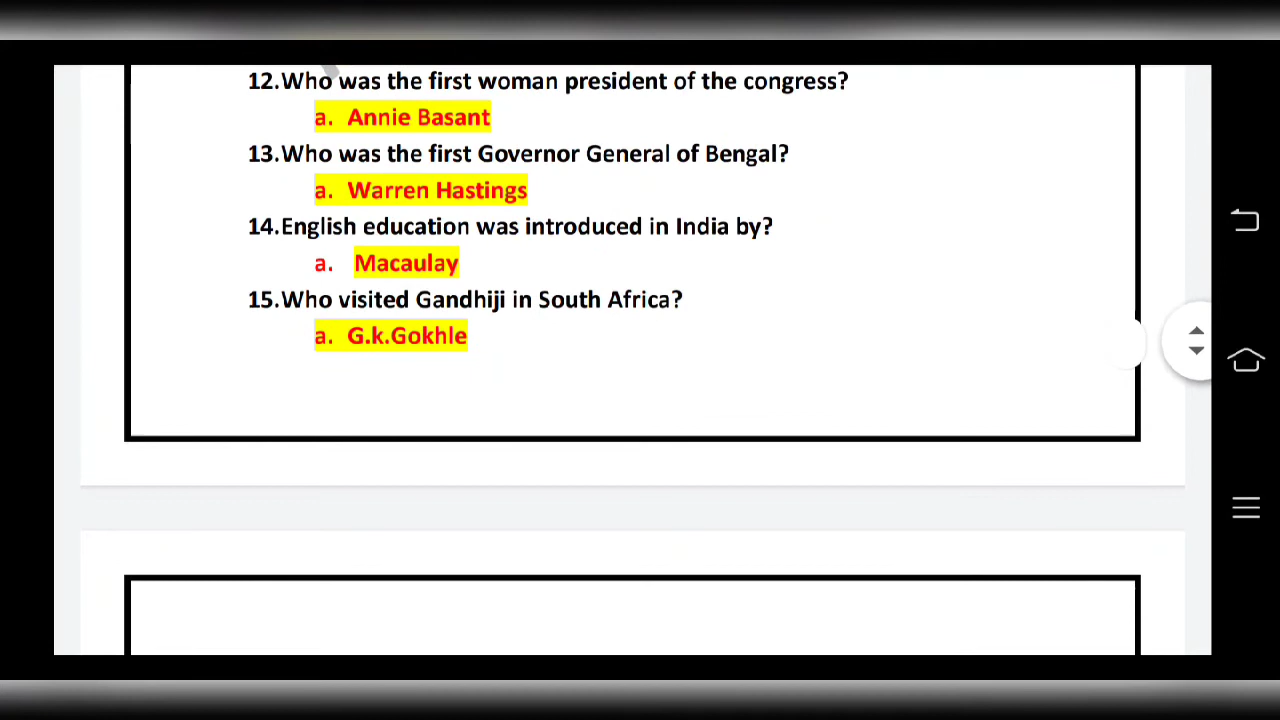 12.Who was the first woman president of the congress?
a. Annie Basant
13.Who was the first Governor General of Bengal?
a. Warren Hastings
14.English education was introduced in India by?
a. Macaulay
15.Who visited Gandhiji in South Africa?
a. G.k.Gokhle